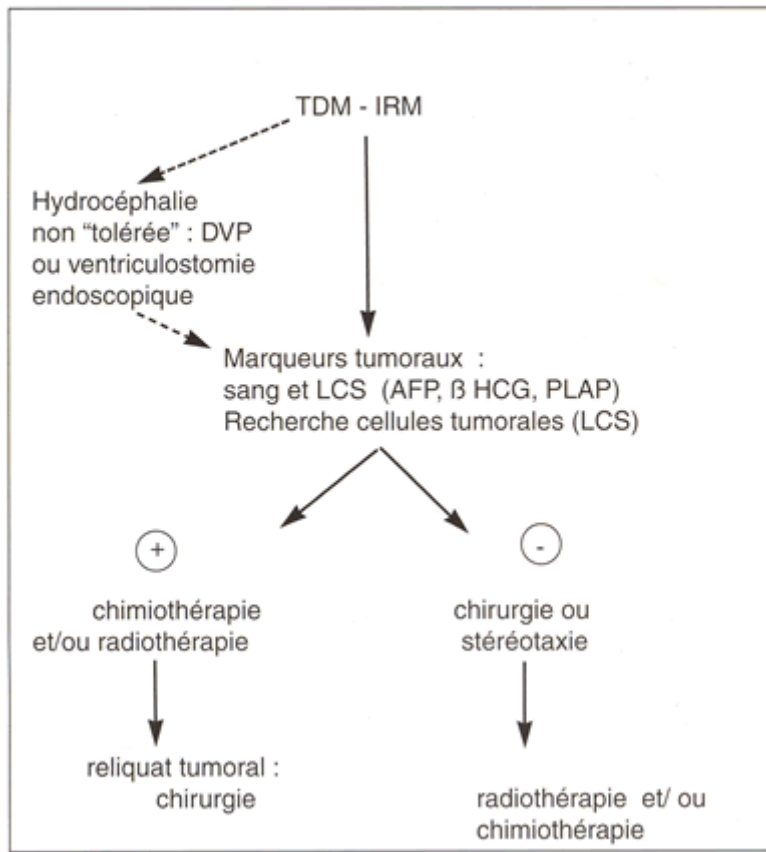 TDM - IRM
Hydrocéphalie
non "tolérée" : DVP
ou ventriculostomie
endoscopique
Marqueurs tumoraux :
sang et LCS (AFP, ß HCG, PLAP)
Recherche cellules tumorales (LCS)
+
-
chimiothérapie
et/ou radiothérapie
chirurgie ou
stéréotaxie
reliquat tumoral :
chirurgie
radiothérapie et/ ou
chimiothérapie